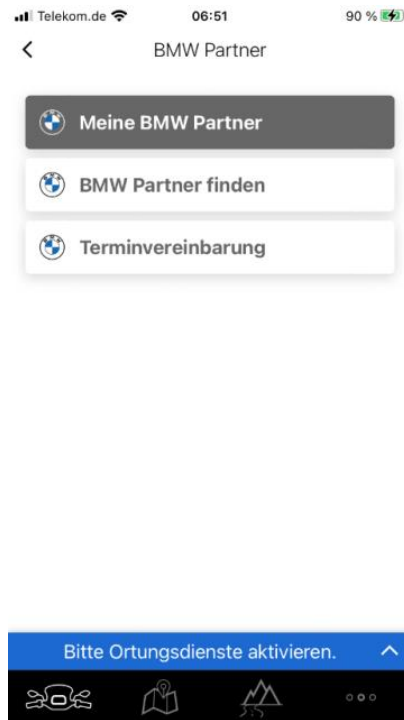 Telekom.de 06:51 90 %
BMW Partner
Meine BMW Partner
BMW Partner finden
Terminvereinbarung
Bitte Ortungsdienste aktivieren.